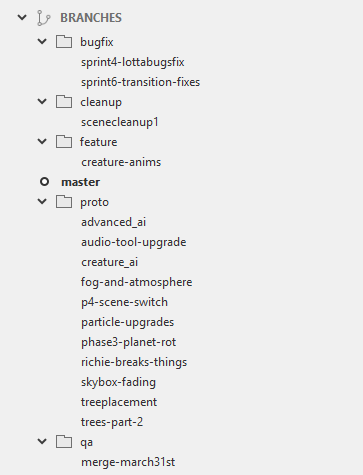 BRANCHES
bugfix
sprint4-lottabugsfix
sprint6-transition-fixes
cleanup
scenecleanup1
feature
creature-anims
master
proto
advanced_ai
audio-tool-upgrade
creature_ai
fog-and-atmosphere
p4-scene-switch
particle-upgrades
phase3-planet-rot
richie-breaks-things
skybox-fading
treeplacement
trees-part-2
qa
merge-march31st